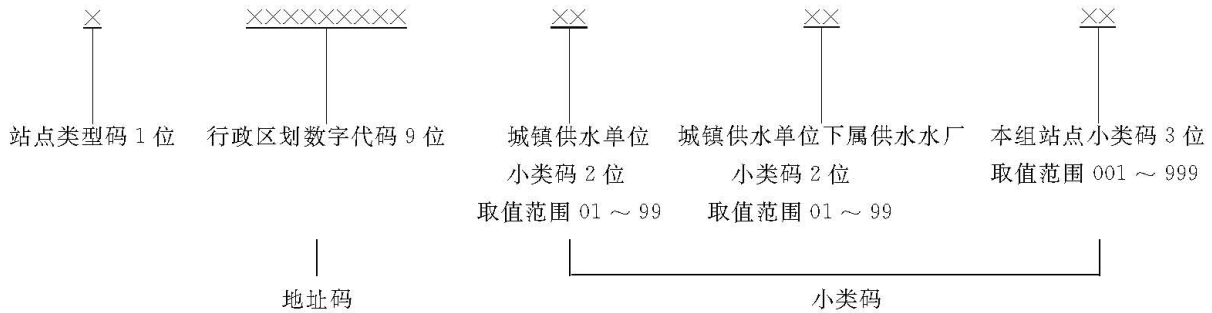 × ××××××××× ×× ×× ××
站点类型码 1 位 行政区划数字代码 9 位 城镇供水单位 城镇供水单位下属供水水厂 本组站点小类码 3 位
小类码 2 位 小类码 2 位 取值范围 001 ～ 999
取值范围 01 ～ 99 取值范围 01 ～ 99
地址码 小类码